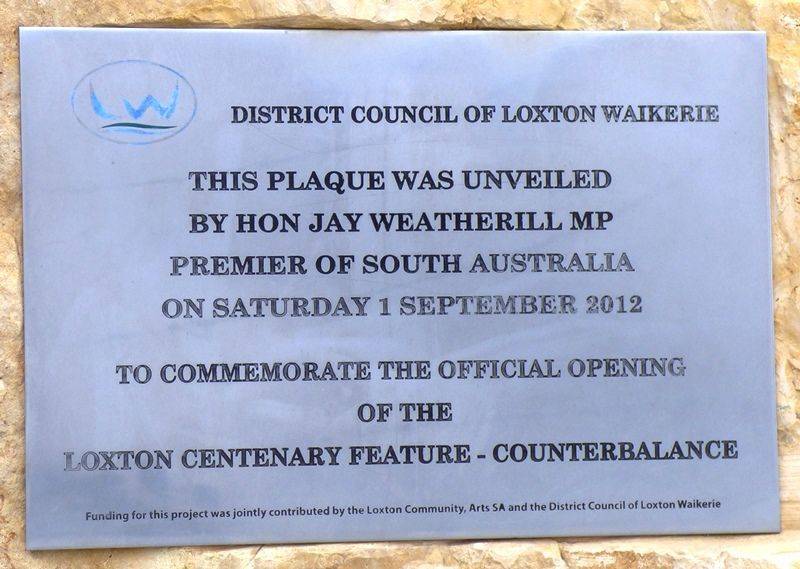 LW
DISTRICT COUNCIL OF LOXTON WAIKERIE
THIS PLAQUE WAS UNVEILED
BY HON JAY WEATHERILL MP
PREMIER OF SOUTH AUSTRALIA
ON SATURDAY 1 SEPTEMBER 2012
TO COMMEMORATE THE OFFICIAL OPENING
OF THE
LOXTON CENTENARY FEATURE - COUNTERBALANCE
Funding for this project was jointly contributed by the Loxton Community, Arts SA and the District Council of Loxton Waikerie